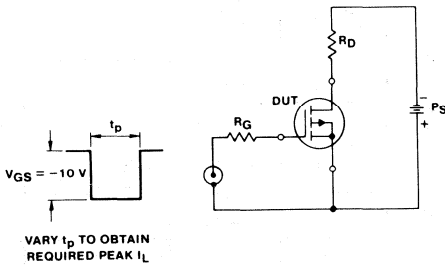 tp
VGS = −10 V
VARY tp TO OBTAIN
REQUIRED PEAK IL
RD
DUT
RG
−
PS
+